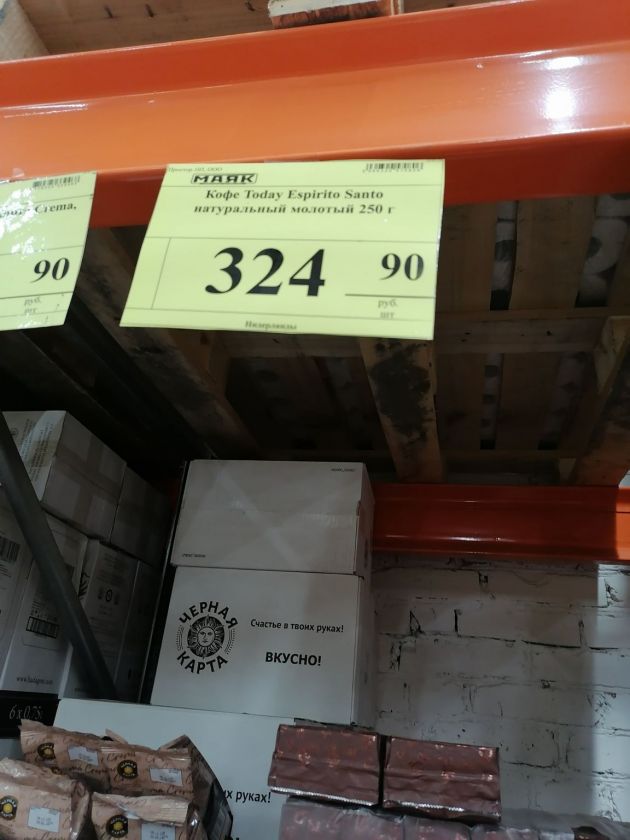 МАЯК
Кофе Today Espirito Santo
натуральный молотый 250 г
324 90
руб.
шт
Нидерланды
Crema,
90
руб.
шт
ЧЕРНАЯ
КАРТА
Счастье в твоих руках!
ВКУСНО!
их руках!